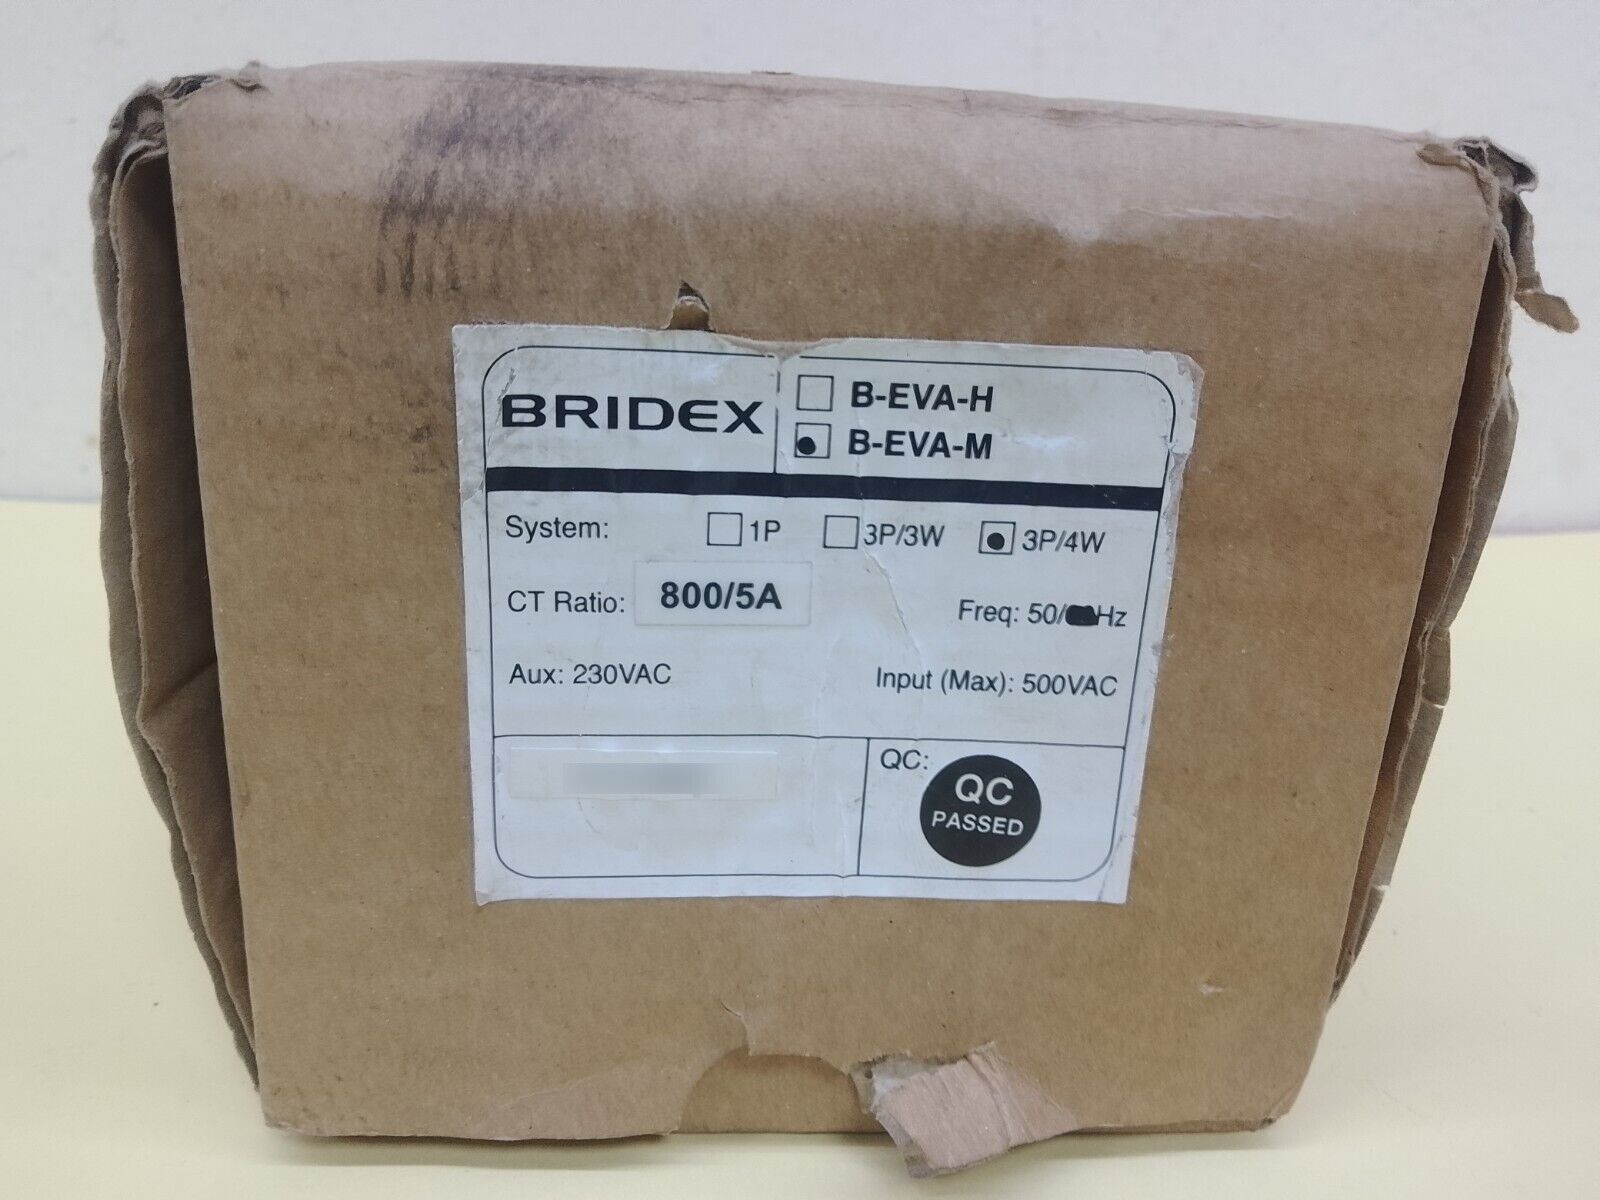 BRIDEX
B-EVA-H
B-EVA-M
System: 1P 3P/3W 3P/4W
CT Ratio: 800/5A Freq: 50/ Hz
Aux: 230VAC Input (Max): 500VAC
QC:
QC
PASSED